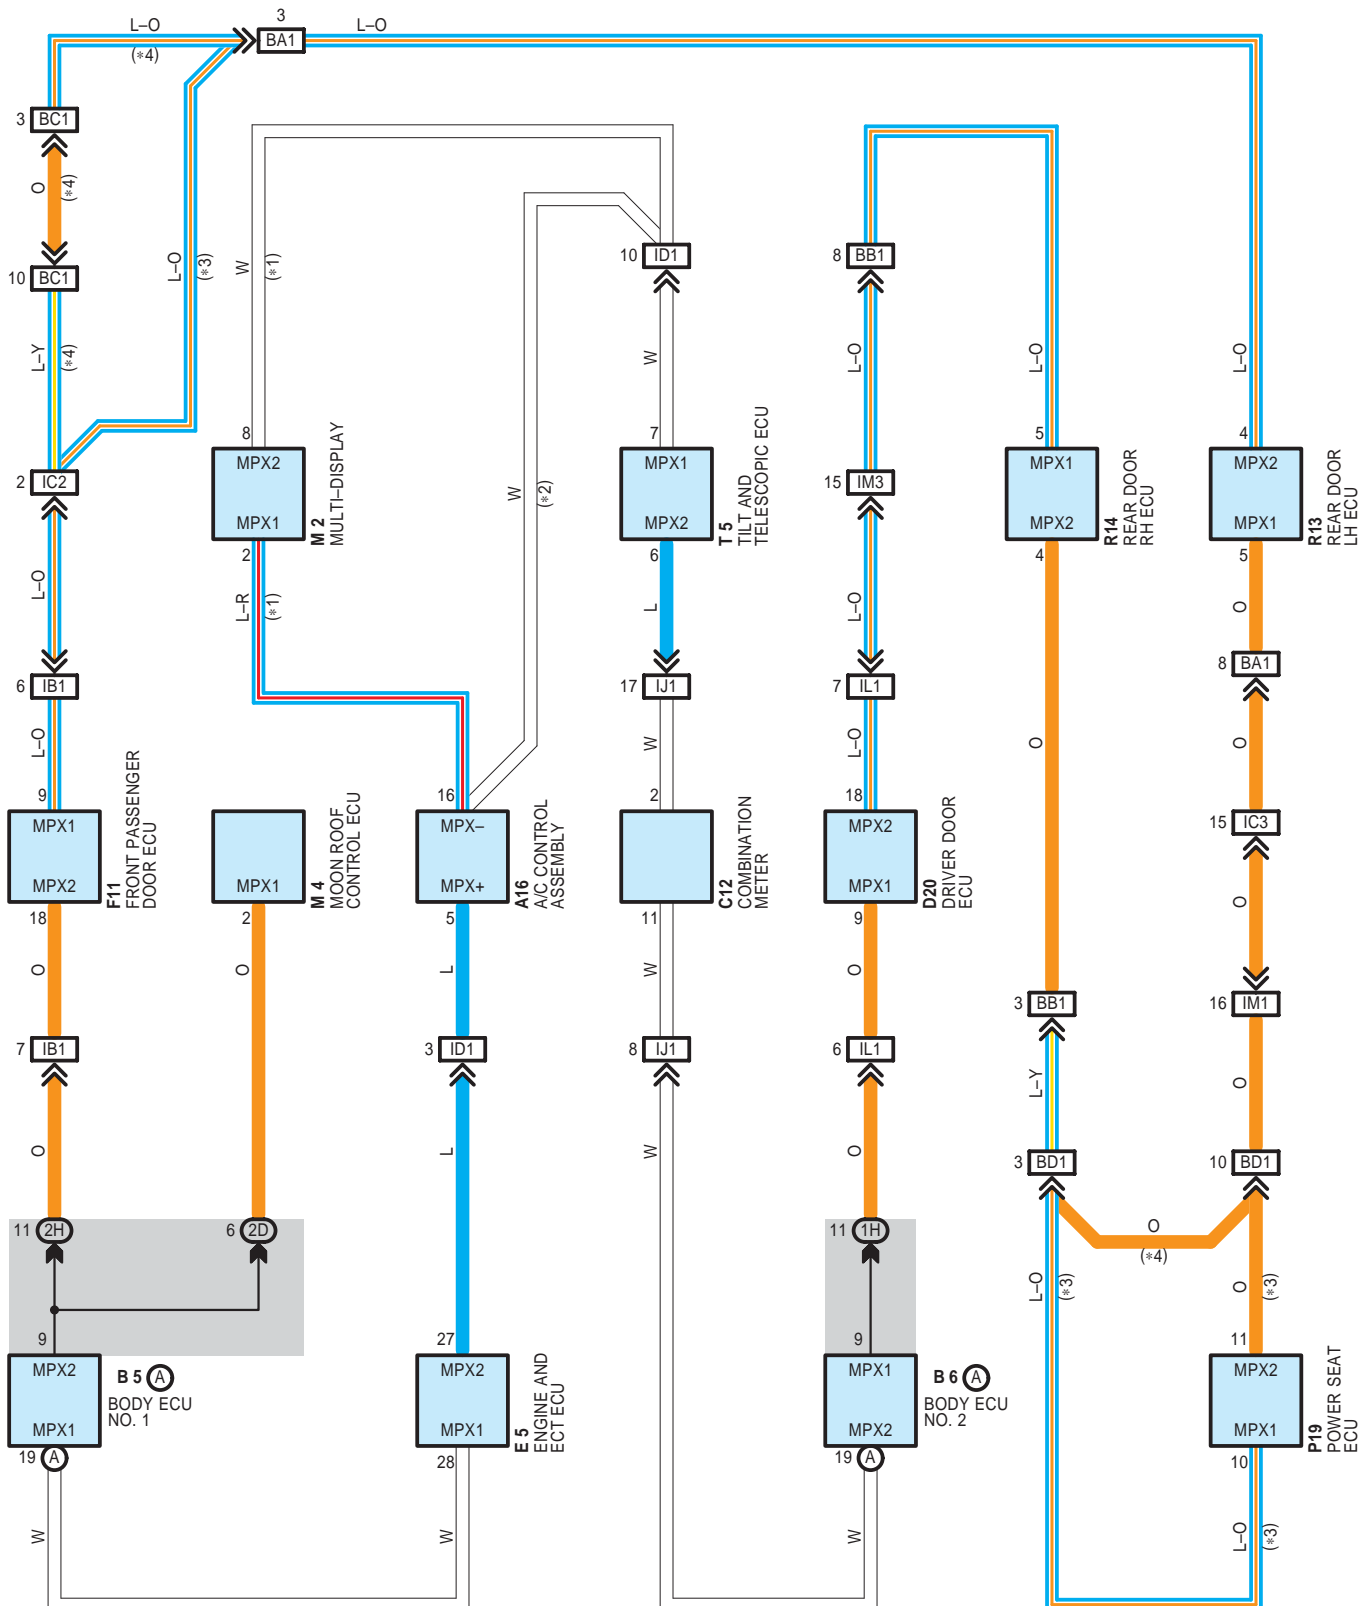 3
L–O
(*4)
BA1
L–O
3 BC1
O
(*4)
10 BC1
L–O
(*3)
W
(*1)
10 ID1
8 BB1
L–Y
(*4)
W
L–O
L–O
L–O
8
7
5
4
2 IC2
MPX2
MPX1
M 2
MULTI–DISPLAY
W
(*2)
MPX1
MPX2
T 5
TILT AND
TELESCOPIC ECU
15 IM3
MPX1
MPX2
R14
REAR DOOR
RH ECU
MPX2
MPX1
R13
REAR DOOR
LH ECU
2
6
4
5
L–O
L–R
(*1)
L
L–O
O
6 IB1
17 IJ1
7 IL1
8 BA1
L–O
W
L–O
O
O
9
16
2
18
MPX1
MPX2
F11
FRONT PASSENGER
DOOR ECU
MPX1
M 4
MOON ROOF
CONTROL ECU
MPX–
MPX+
A16
A/C CONTROL
ASSEMBLY
C12
COMBINATION
METER
MPX2
MPX1
D20
DRIVER DOOR
ECU
15 IC3
18
2
5
11
9
O
O
L
W
O
O
3 BB1
16 IM1
7 IB1
3 ID1
8 IJ1
6 IL1
L–Y
O
O
L
W
O
3 BD1
10 BD1
11 2H
6 2D
11 1H
O
(*4)
L–O
(*3)
O
(*3)
9
27
9
11
MPX2
MPX1
B 5 A
BODY ECU
NO. 1
MPX2
MPX1
E 5
ENGINE AND
ECT ECU
MPX1
MPX2
B 6 A
BODY ECU
NO. 2
MPX2
MPX1
P19
POWER SEAT
ECU
19 A
28
19 A
10
W
W
W
L–O
(*3)